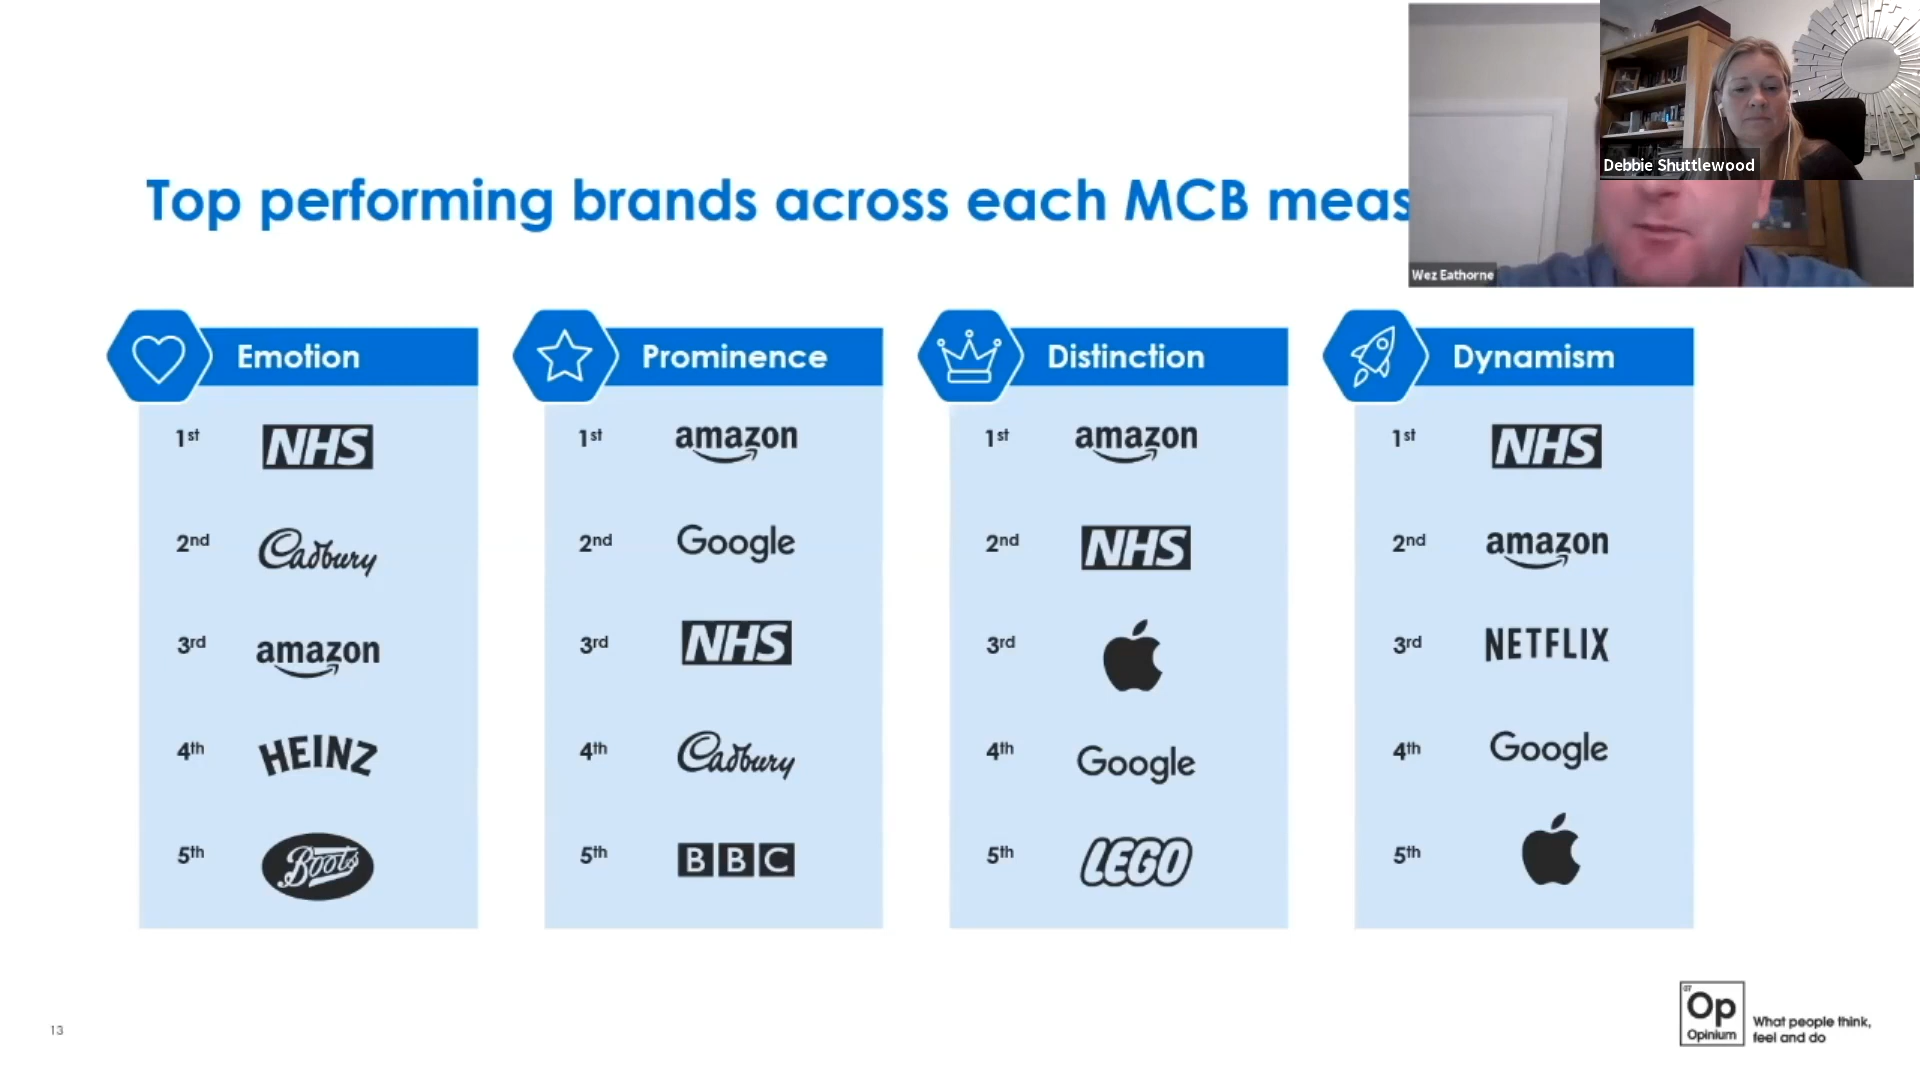 Debbie Shuttlewood
Top performing brands across each MCB meas
Wez Eathorne
Emotion
1st NHS
2nd Cadbury
3rd amazon
4th HEINZ
5th Boots
Prominence
1st amazon
2nd Google
3rd NHS
4th Cadbury
5th BBC
Distinction
1st amazon
2nd NHS
3rd
4th Google
5th LEGO
Dynamism
1st NHS
2nd amazon
3rd NETFLIX
4th Google
5th
13
Op
Opinium
What people think,
feel and do